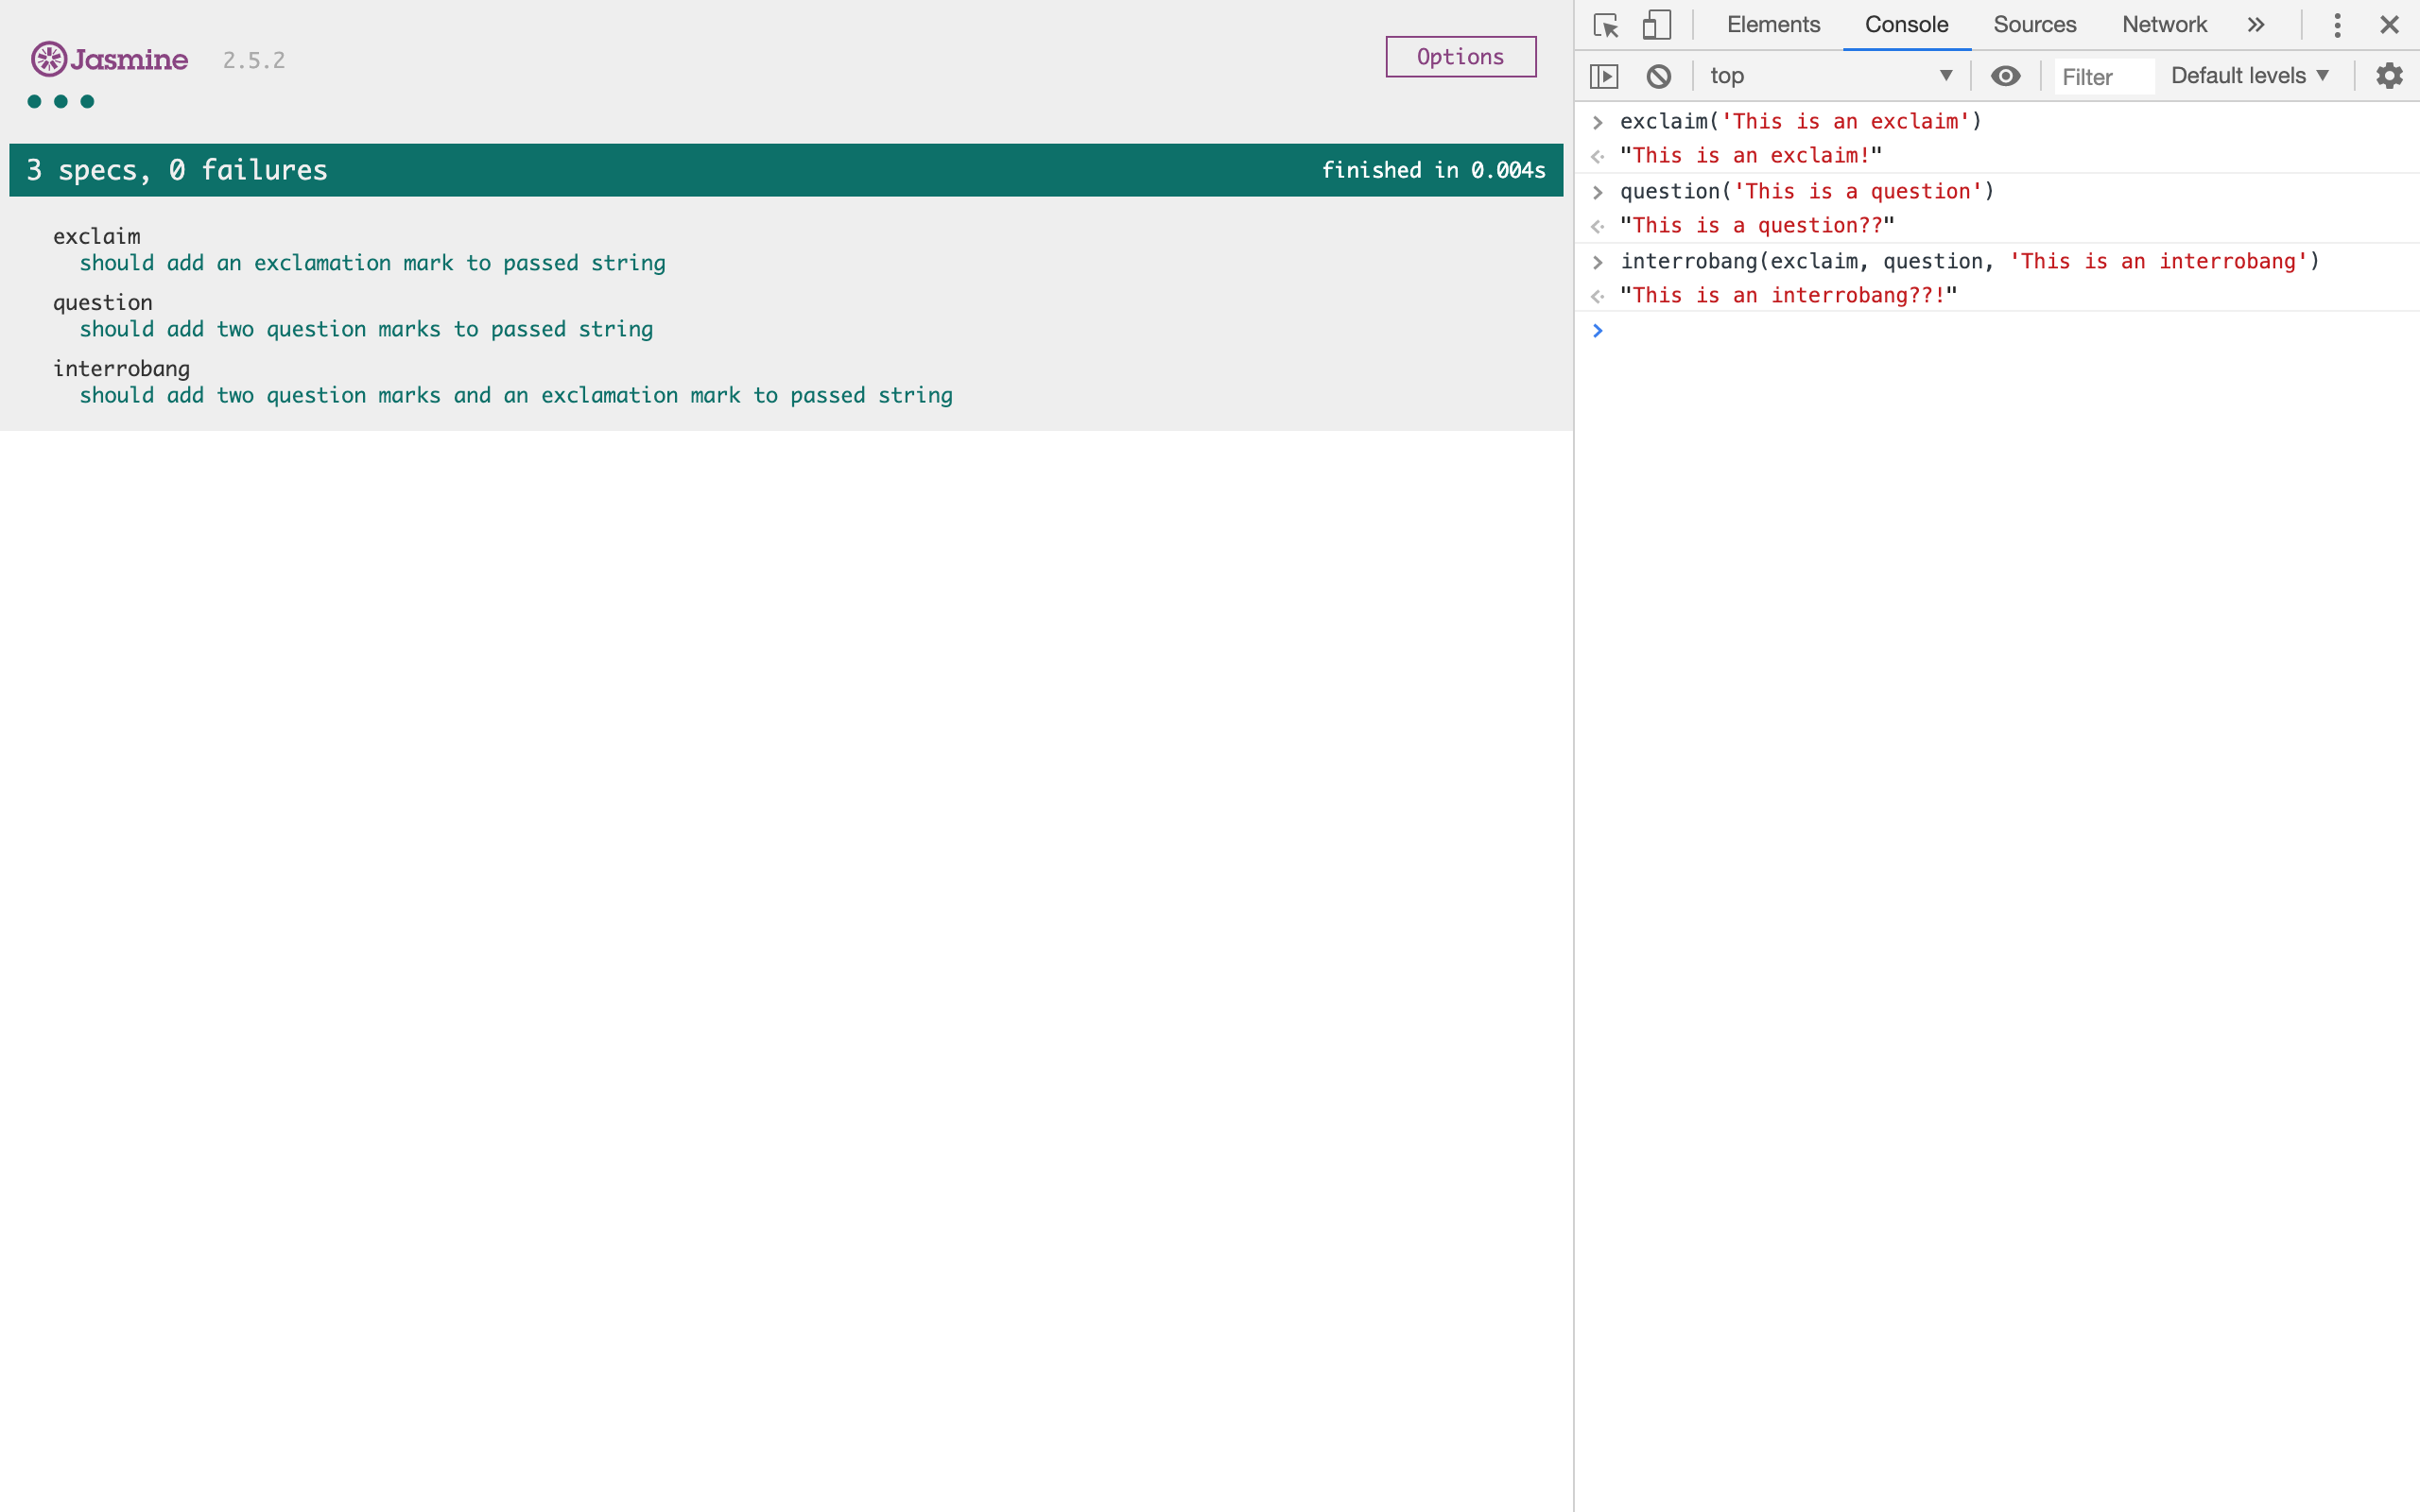 Jasmine 2.5.2
Options
3 specs, 0 failures
finished in 0.004s
exclaim
should add an exclamation mark to passed string
question
should add two question marks to passed string
interrobang
should add two question marks and an exclamation mark to passed string
Elements Console Sources Network »
top Filter Default levels
exclaim('This is an exclaim')
"This is an exclaim!"
question('This is a question')
"This is a question??"
interrobang(exclaim, question, 'This is an interrobang')
"This is an interrobang??!"